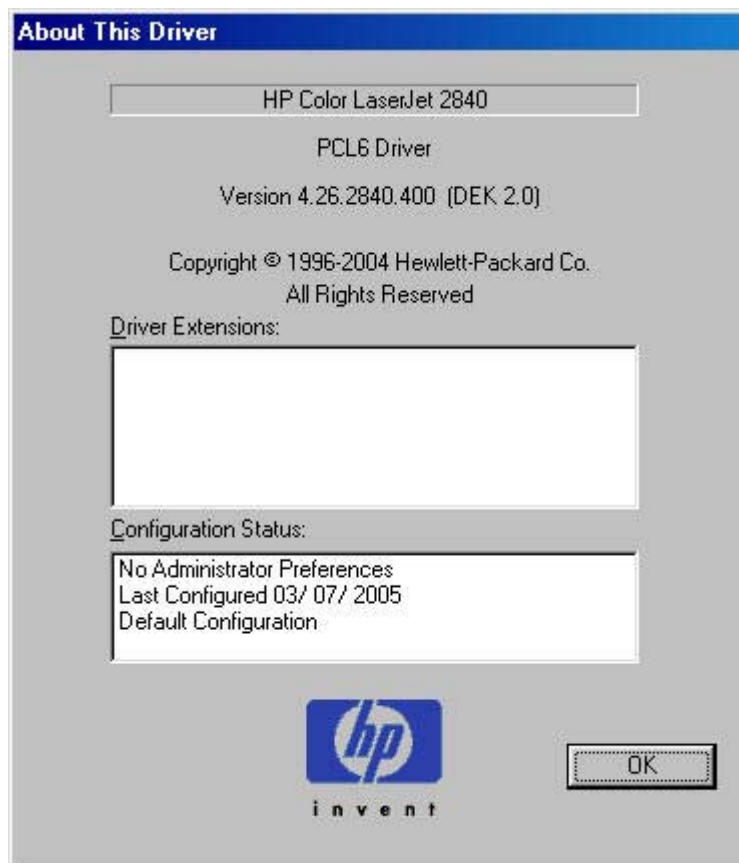 About This Driver
HP Color LaserJet 2840
PCL6 Driver
Version 4.26.2840.400 (DEK 2.0)
Copyright © 1996-2004 Hewlett-Packard Co.
All Rights Reserved
Driver Extensions:
Configuration Status:
No Administrator Preferences
Last Configured 03/ 07/ 2005
Default Configuration
hp
invent
OK